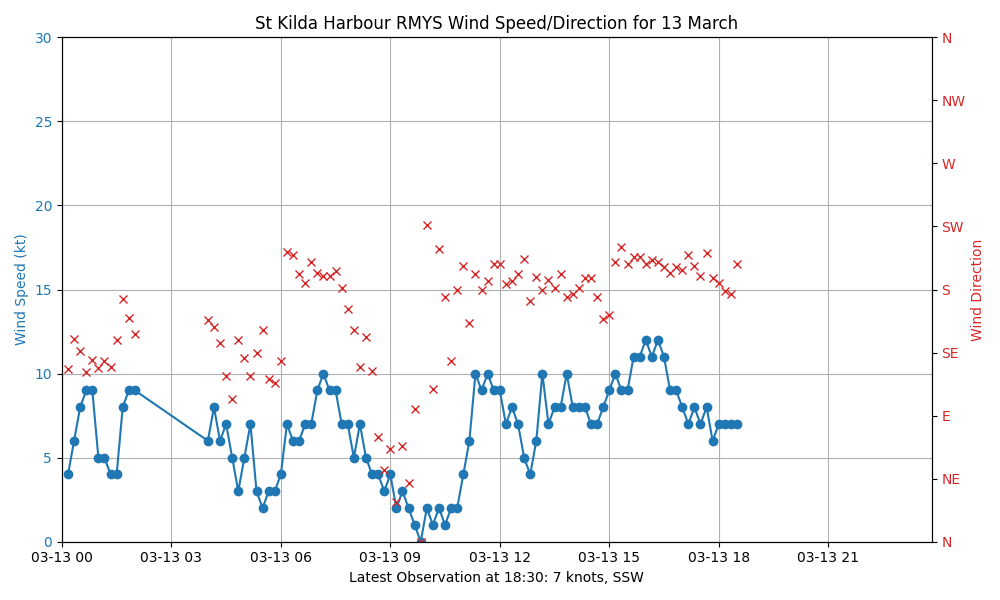 St Kilda Harbour RMYS Wind Speed/Direction for 13 March
Wind Speed (kt)
30
25
20
15
10
5
0
N
NW
W
SW
S
SE
E
NE
N
Wind Direction
03-13 00
03-13 03
03-13 06
03-13 09
03-13 12
03-13 15
03-13 18
03-13 21
Latest Observation at 18:30: 7 knots, SSW